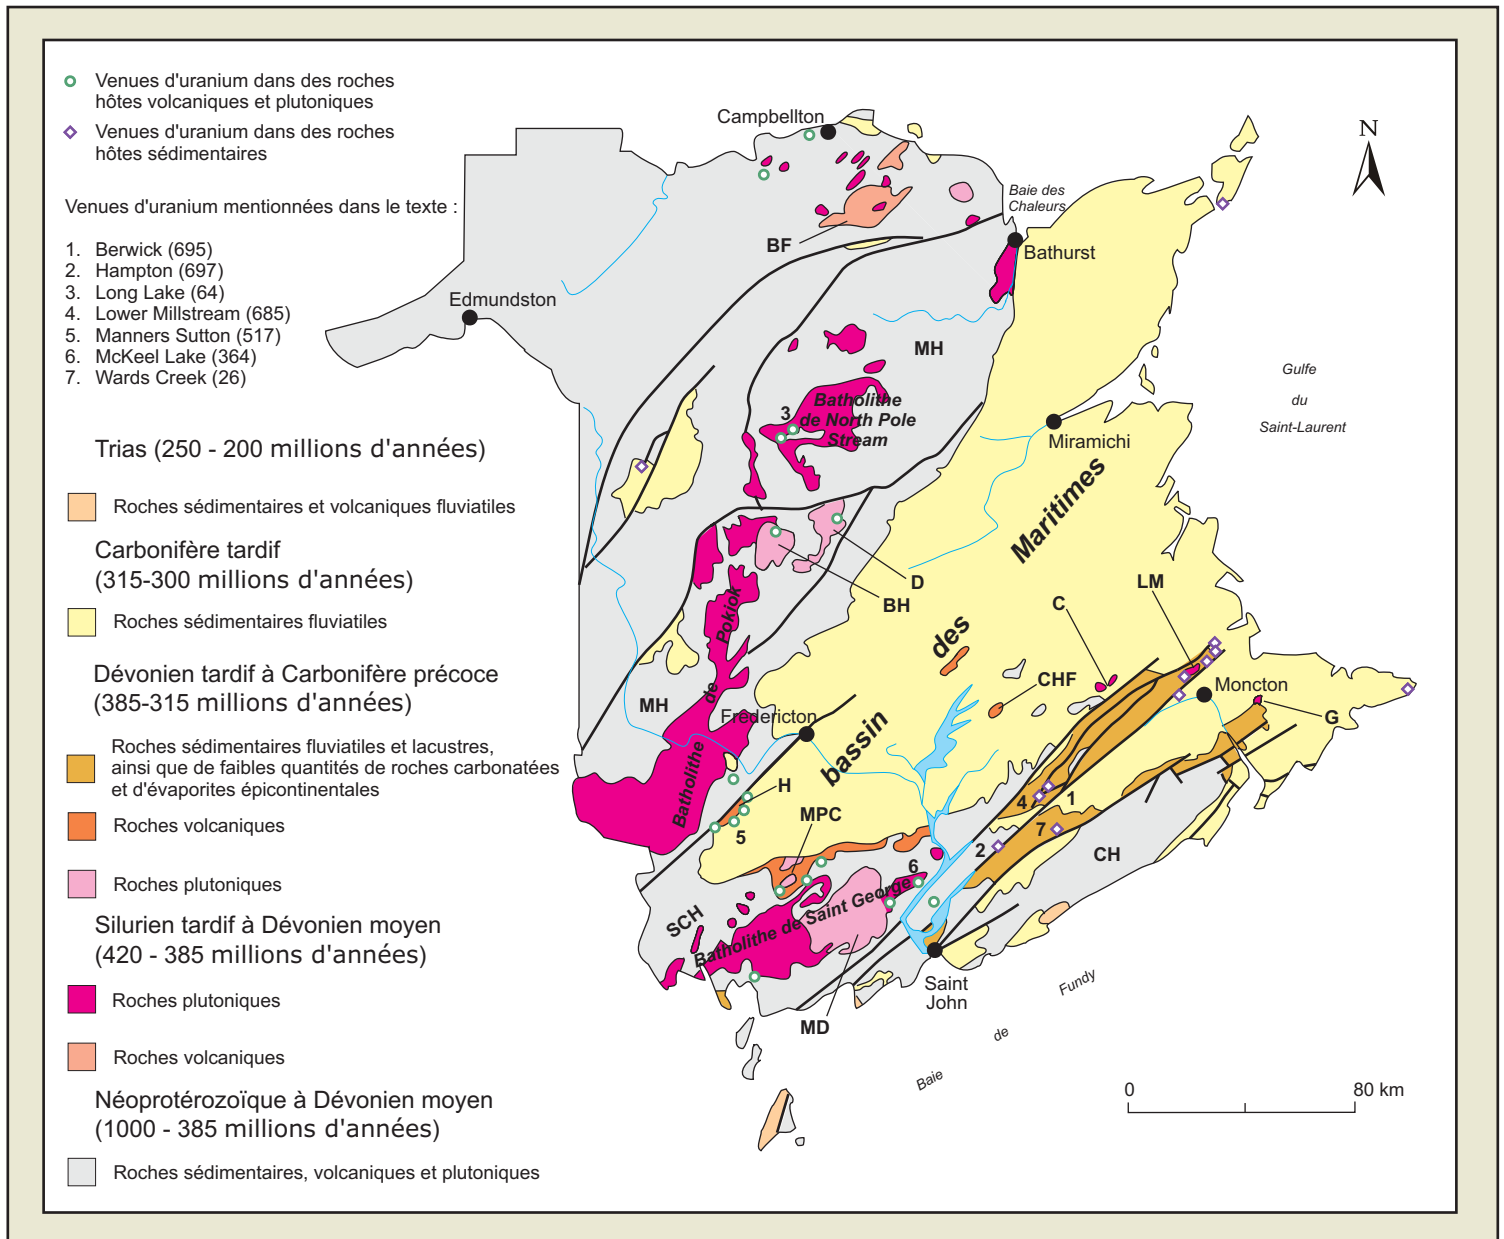 Venues d'uranium dans des roches
hôtes volcaniques et plutoniques
Venues d'uranium dans des roches
hôtes sédimentaires
Venues d'uranium mentionnées dans le texte :
1. Berwick (695)
2. Hampton (697)
3. Long Lake (64)
4. Lower Millstream (685)
5. Manners Sutton (517)
6. McKeel Lake (364)
7. Wards Creek (26)
Trias (250 - 200 millions d'années)
Roches sédimentaires et volcaniques fluviatiles
Carbonifère tardif
(315-300 millions d'années)
Roches sédimentaires fluviatiles
Dévonien tardif à Carbonifère précoce
(385-315 millions d'années)
Roches sédimentaires fluviatiles et lacustres,
ainsi que de faibles quantités de roches carbonatées
et d'évaporites épicontinentales
Roches volcaniques
Roches plutoniques
Silurien tardif à Dévonien moyen
(420 - 385 millions d'années)
Roches plutoniques
Roches volcaniques
Néoprotérozoïque à Dévonien moyen
(1000 - 385 millions d'années)
Roches sédimentaires, volcaniques et plutoniques
Campbellton
N
Baie des
Chaleurs
BF
Bathurst
Edmundston
MH
Gulfe
du
Saint-Laurent
Batholithe
de North Pole
Stream
3
Miramichi
Maritimes
des
bassin
D
BH
C
LM
CHF
Moncton
G
MH
Fredericton
Batholithe
de
Pokiok
H
5
MPC
4
1
7
2
CH
6
SCH
Batholithe de Saint George
MD
Saint
John
Baie
de
Fundy
0
80 km